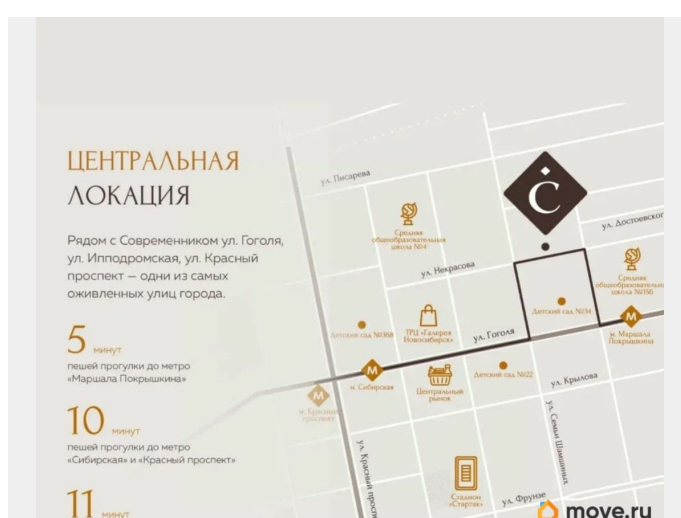 ЦЕНТРАЛЬНАЯ
ЛОКАЦИЯ
Рядом с Современником ул. Гоголя,
ул. Ипподромская, ул. Красный
проспект — одни из самых
оживленных улиц города.
5 минут
пешей прогулки до метро
«Маршала Покрышкина»
10 минут
пешей прогулки до метро
«Сибирская» и «Красный проспект»
11 минут
ул. Писарева
С
ул. Достоевског
Средняя
общеобразовательная
школа №14
ул. Некрасова
Средняя
общеобразовательн
школа №156
Детский сад №368
ТРЦ «Галерея
Новосибирск»
ул. Гоголя
Детский сад №34
М
м. Маршала
Покрышкина
М
м. Сибирская
Центральный
рынок
Детский сад №22
ул. Крылова
М
м. Красный
проспект
ул. Красный просп
ул. Семьи Шамшиных
Стадион
«Спартак»
ул. Фрунзе
move.ru